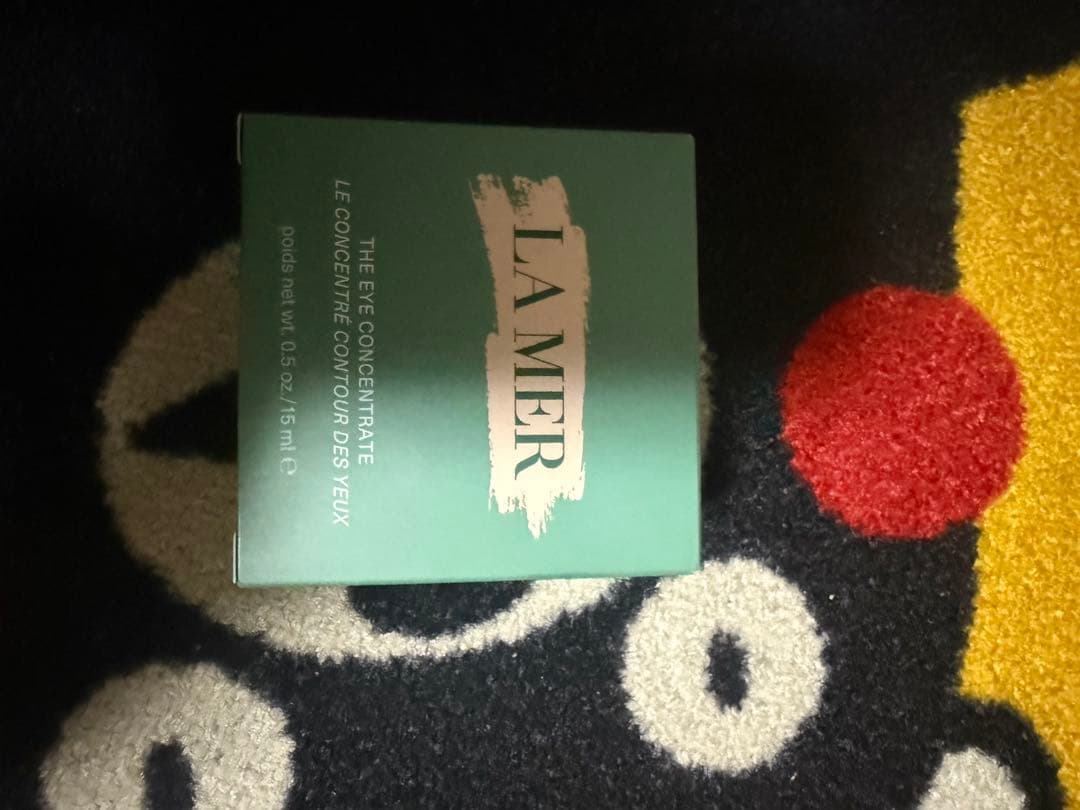 LA MER
THE EYE CONCENTRATE
LE CONCENTRÉ CONTOUR DES YEUX
poids net wt. 0.5 oz./15 ml ℮